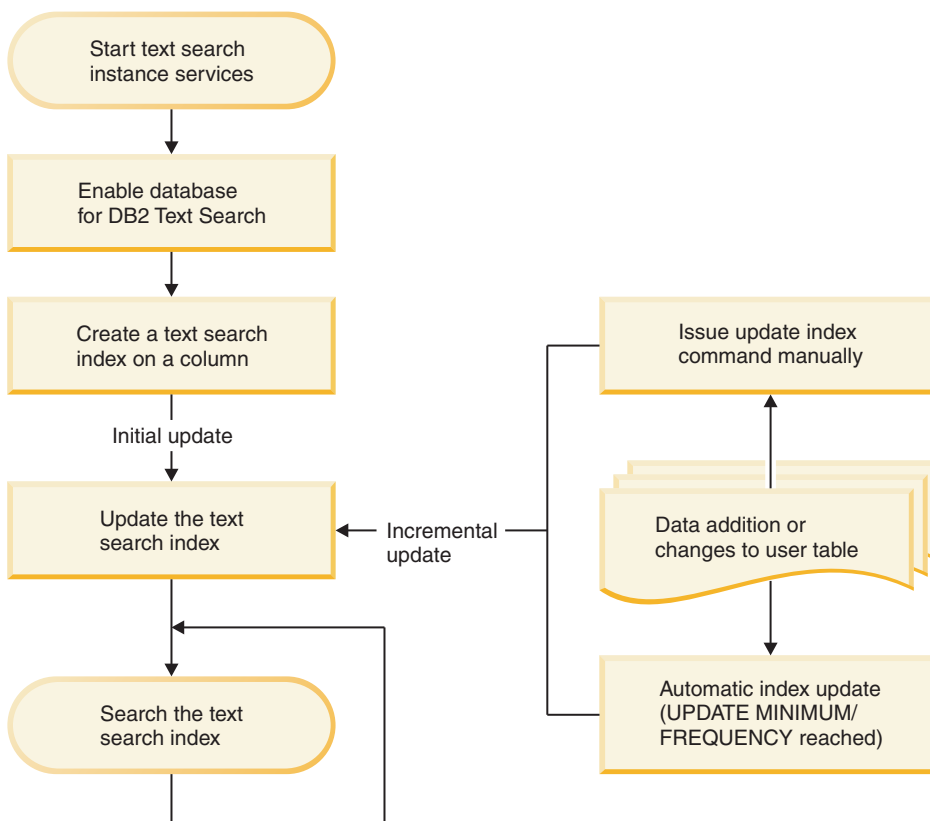 Start text search
instance services
Enable database
for DB2 Text Search
Create a text search
index on a column
Initial update
Update the text
search index
Search the text
search index
Incremental
update
Issue update index
command manually
Data addition or
changes to user table
Automatic index update
(UPDATE MINIMUM/
FREQUENCY reached)